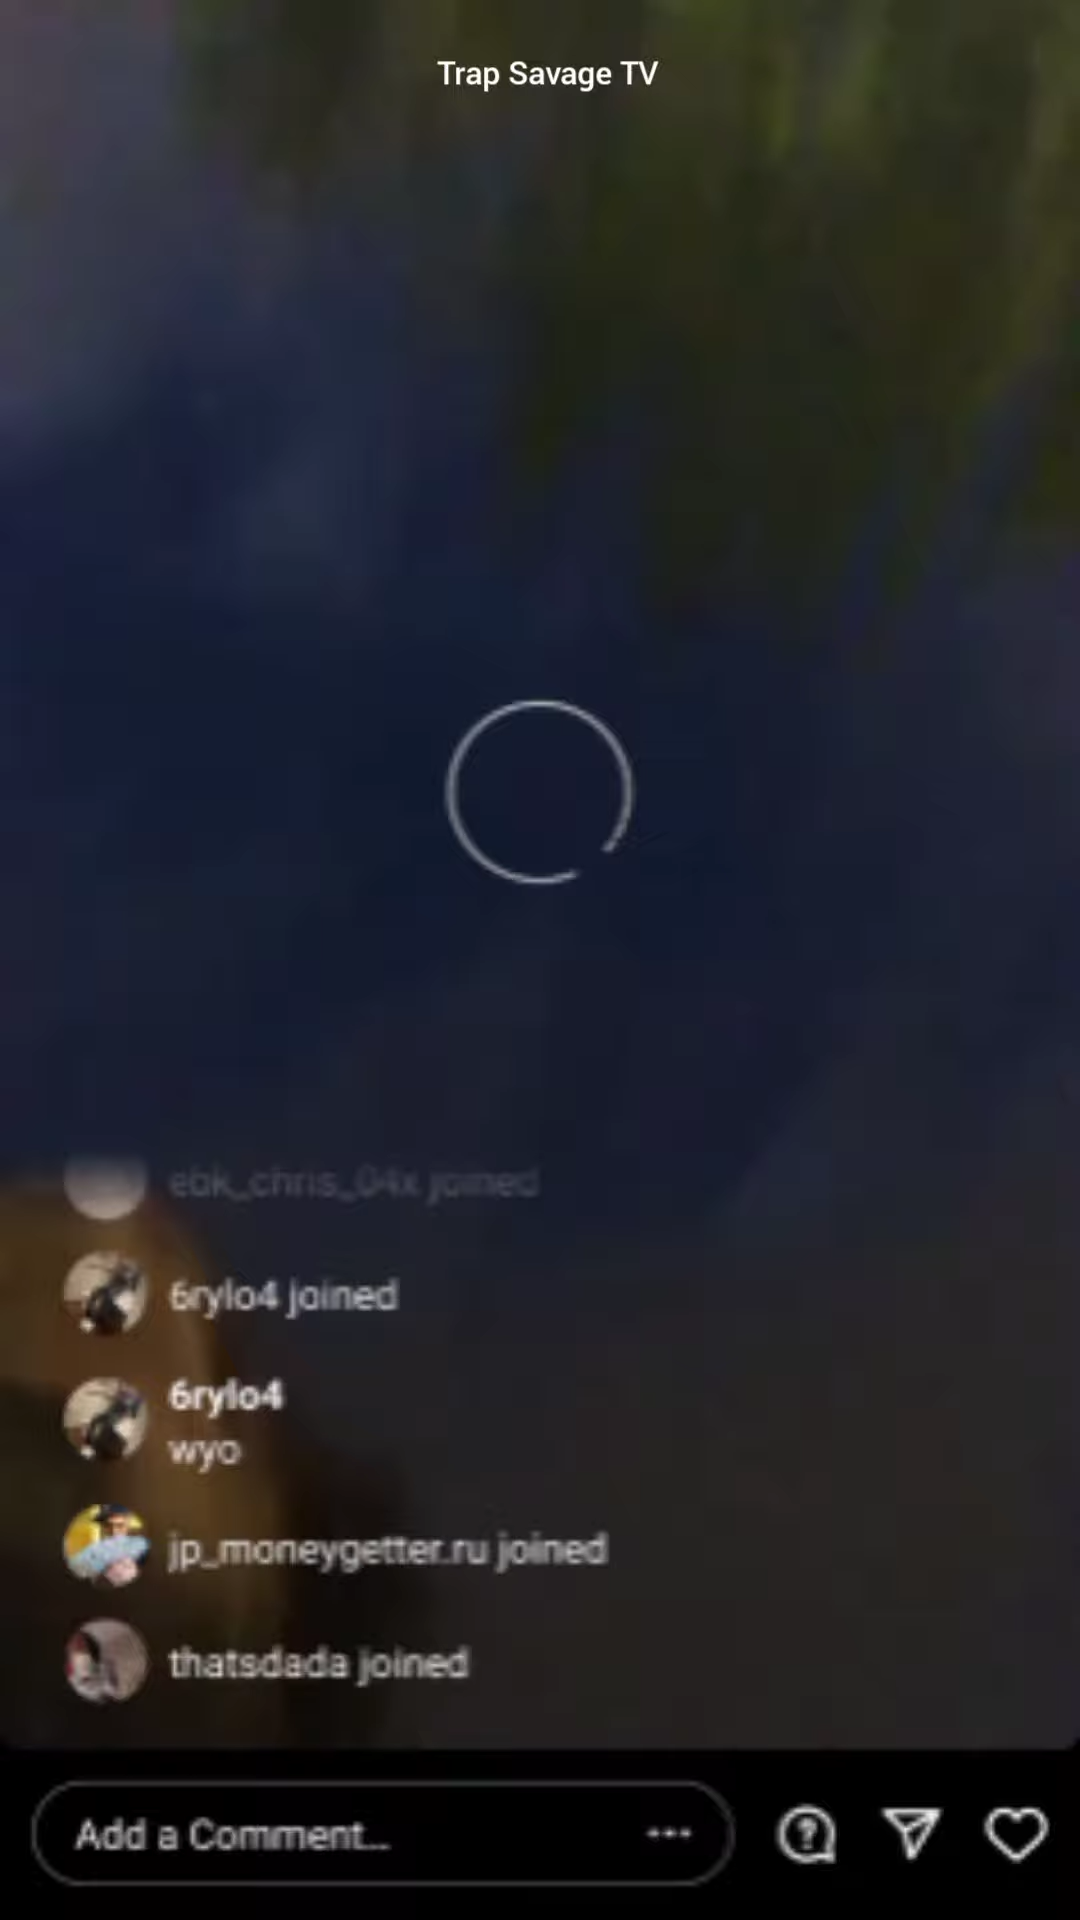 Trap Savage TV
ebk_chris_04x joined
6rylo4 joined
6rylo4
wyo
jp_moneygetter.ru joined
thatsdada joined
Add a Comment...